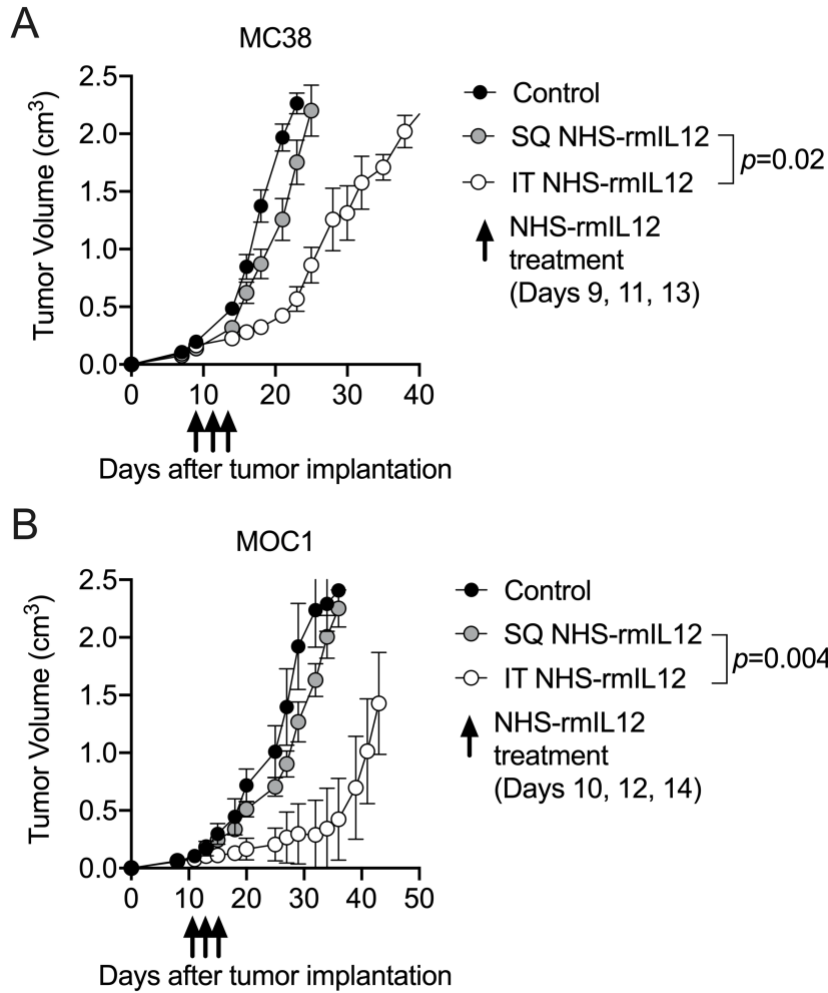 A
MC38
2.5
2.0
1.5
1.0
0.5
0.0
Tumor Volume (cm³)
0 10 20 30 40
Days after tumor implantation
Control
SQ NHS-rmIL12
IT NHS-rmIL12
p=0.02
NHS-rmIL12
treatment
(Days 9, 11, 13)
B
MOC1
2.5
2.0
1.5
1.0
0.5
0.0
Tumor Volume (cm³)
0 10 20 30 40 50
Days after tumor implantation
Control
SQ NHS-rmIL12
IT NHS-rmIL12
p=0.004
NHS-rmIL12
treatment
(Days 10, 12, 14)